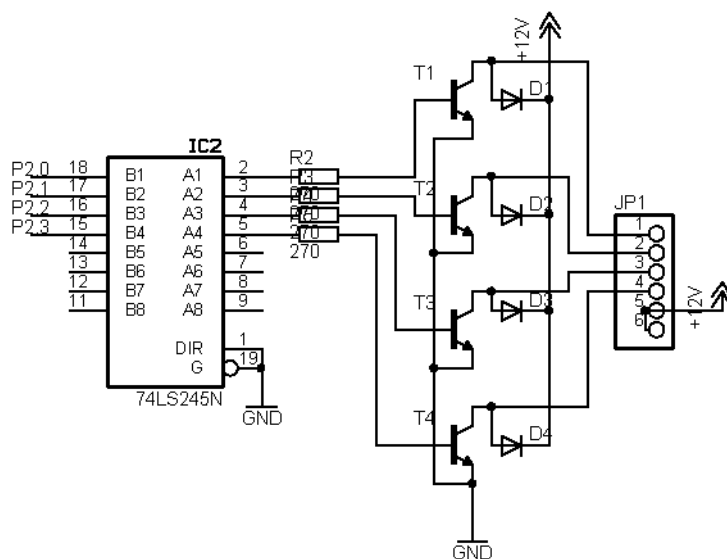 +12V
T1
D1
IC2
P2.0 18 B1 A1 2 R2
P2.1 17 B2 A2 3
P2.2 16 B3 A3 4
P2.3 15 B4 A4 5
14 B5 A5 6 270
13 B6 A6 7
12 B7 A7 8
11 B8 A8 9
DIR 1
G 19
74LS245N
GND
T2
D2
JP1
1
2
3
4
5
6
+12V
T3
D3
T4
D4
GND